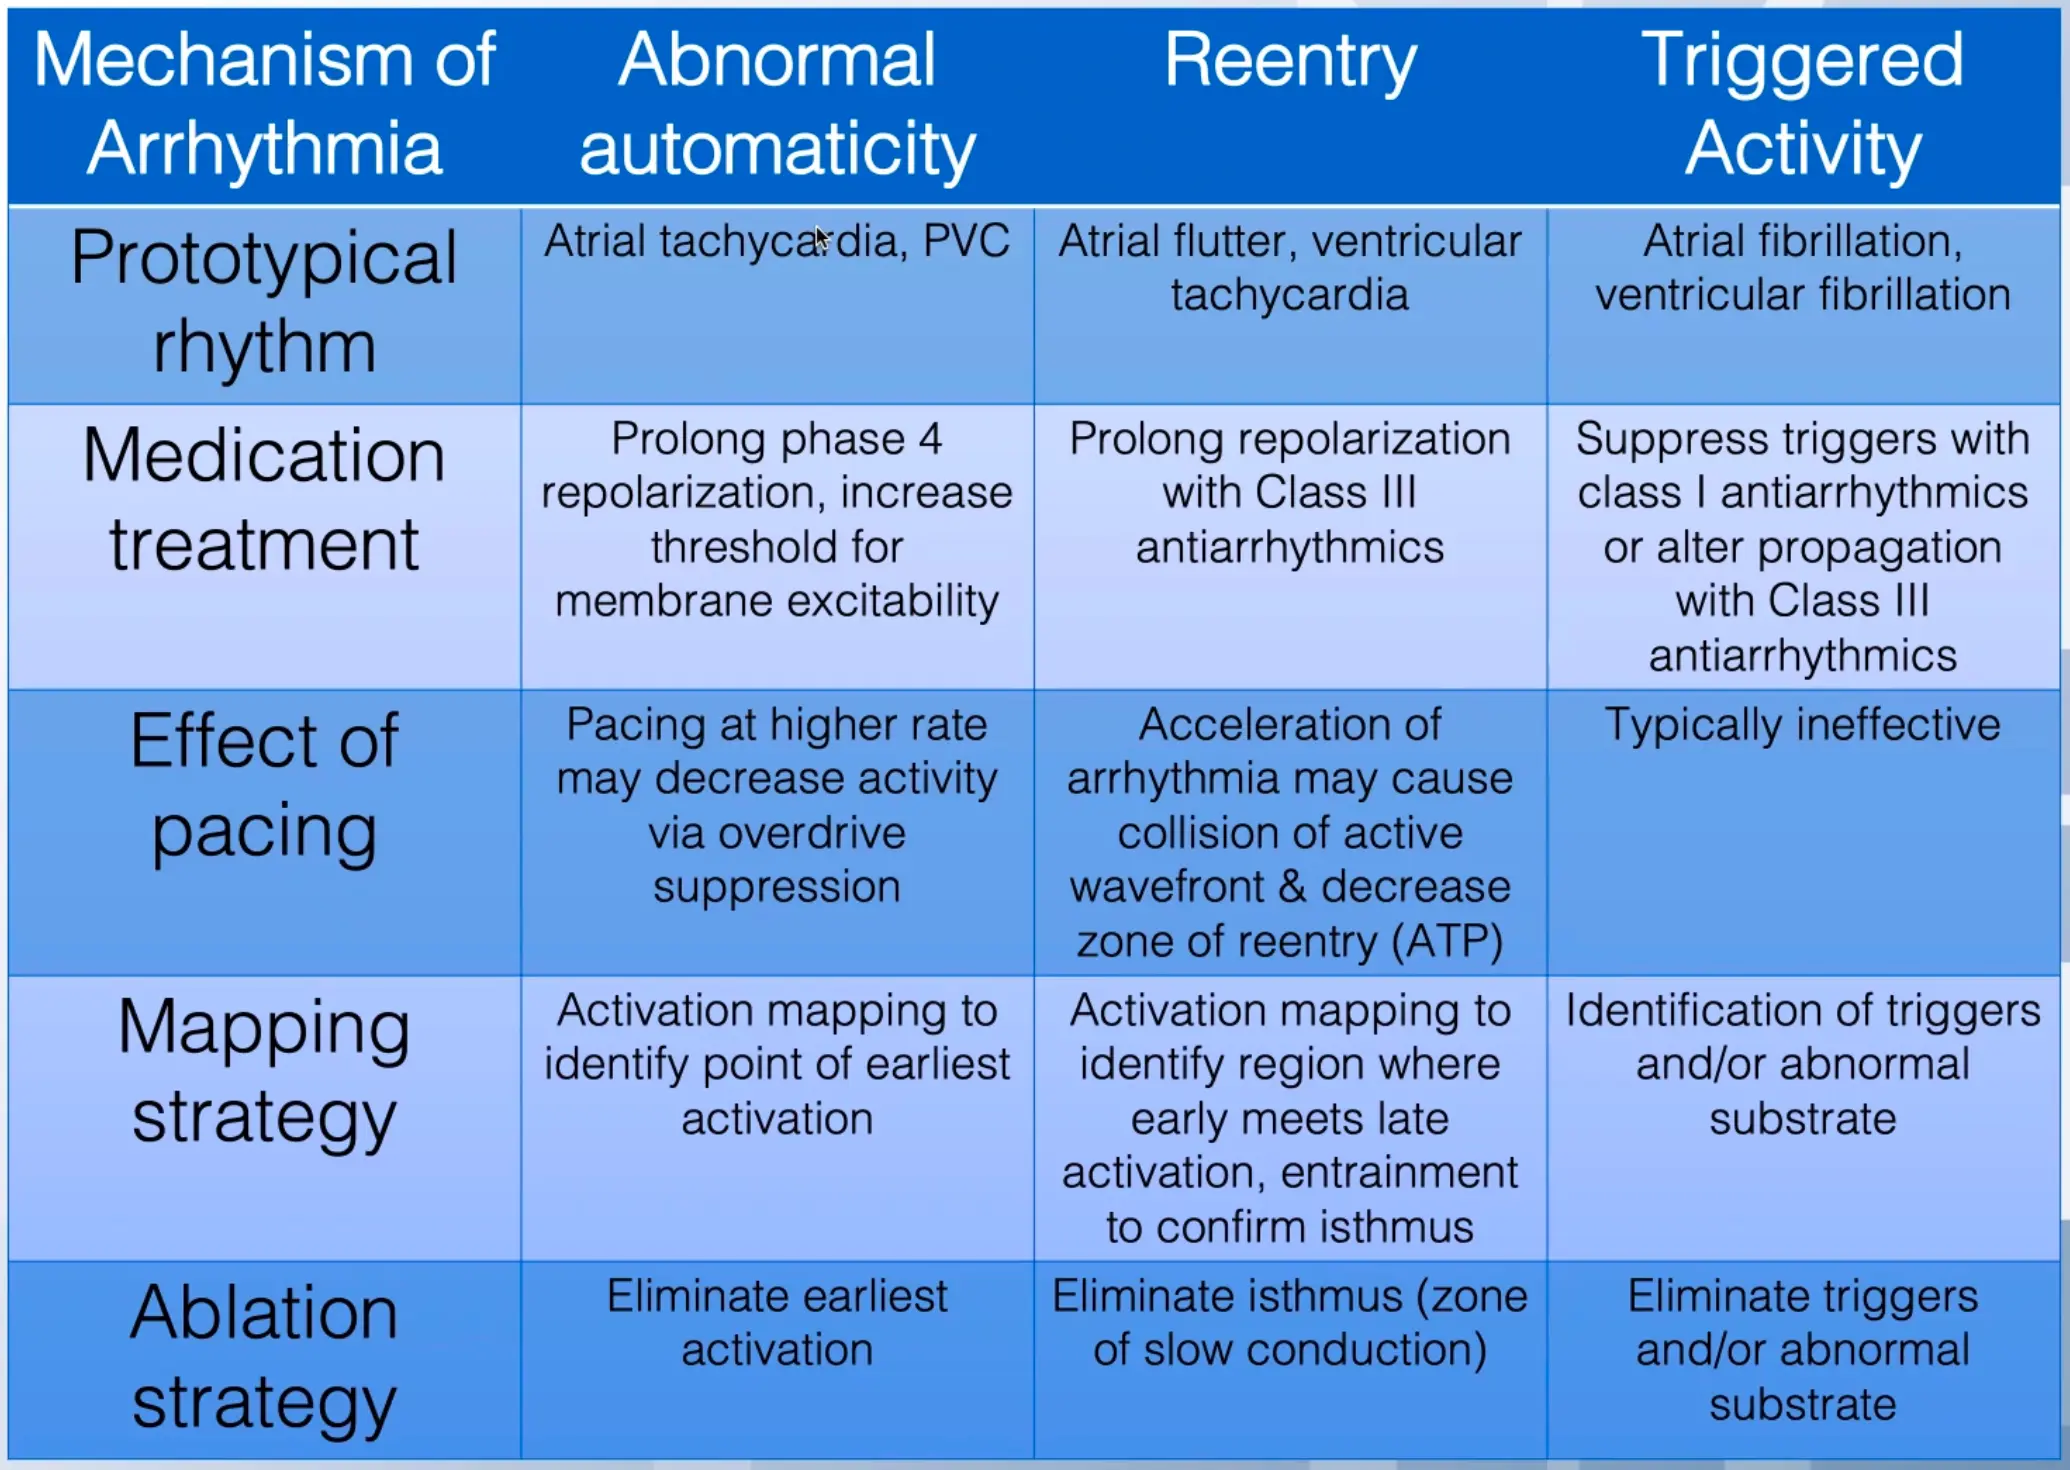 Mechanism of
Arrhythmia
Abnormal
automaticity
Reentry
Triggered
Activity
Prototypical
rhythm
Atrial tachycardia, PVC
Atrial flutter, ventricular
tachycardia
Atrial fibrillation,
ventricular fibrillation
Medication
treatment
Prolong phase 4
repolarization, increase
threshold for
membrane excitability
Prolong repolarization
with Class III
antiarrhythmics
Suppress triggers with
class I antiarrhythmics
or alter propagation
with Class III
antiarrhythmics
Effect of
pacing
Pacing at higher rate
may decrease activity
via overdrive
suppression
Acceleration of
arrhythmia may cause
collision of active
wavefront & decrease
zone of reentry (ATP)
Typically ineffective
Mapping
strategy
Activation mapping to
identify point of earliest
activation
Activation mapping to
identify region where
early meets late
activation, entrainment
to confirm isthmus
Identification of triggers
and/or abnormal
substrate
Ablation
strategy
Eliminate earliest
activation
Eliminate isthmus (zone
of slow conduction)
Eliminate triggers
and/or abnormal
substrate